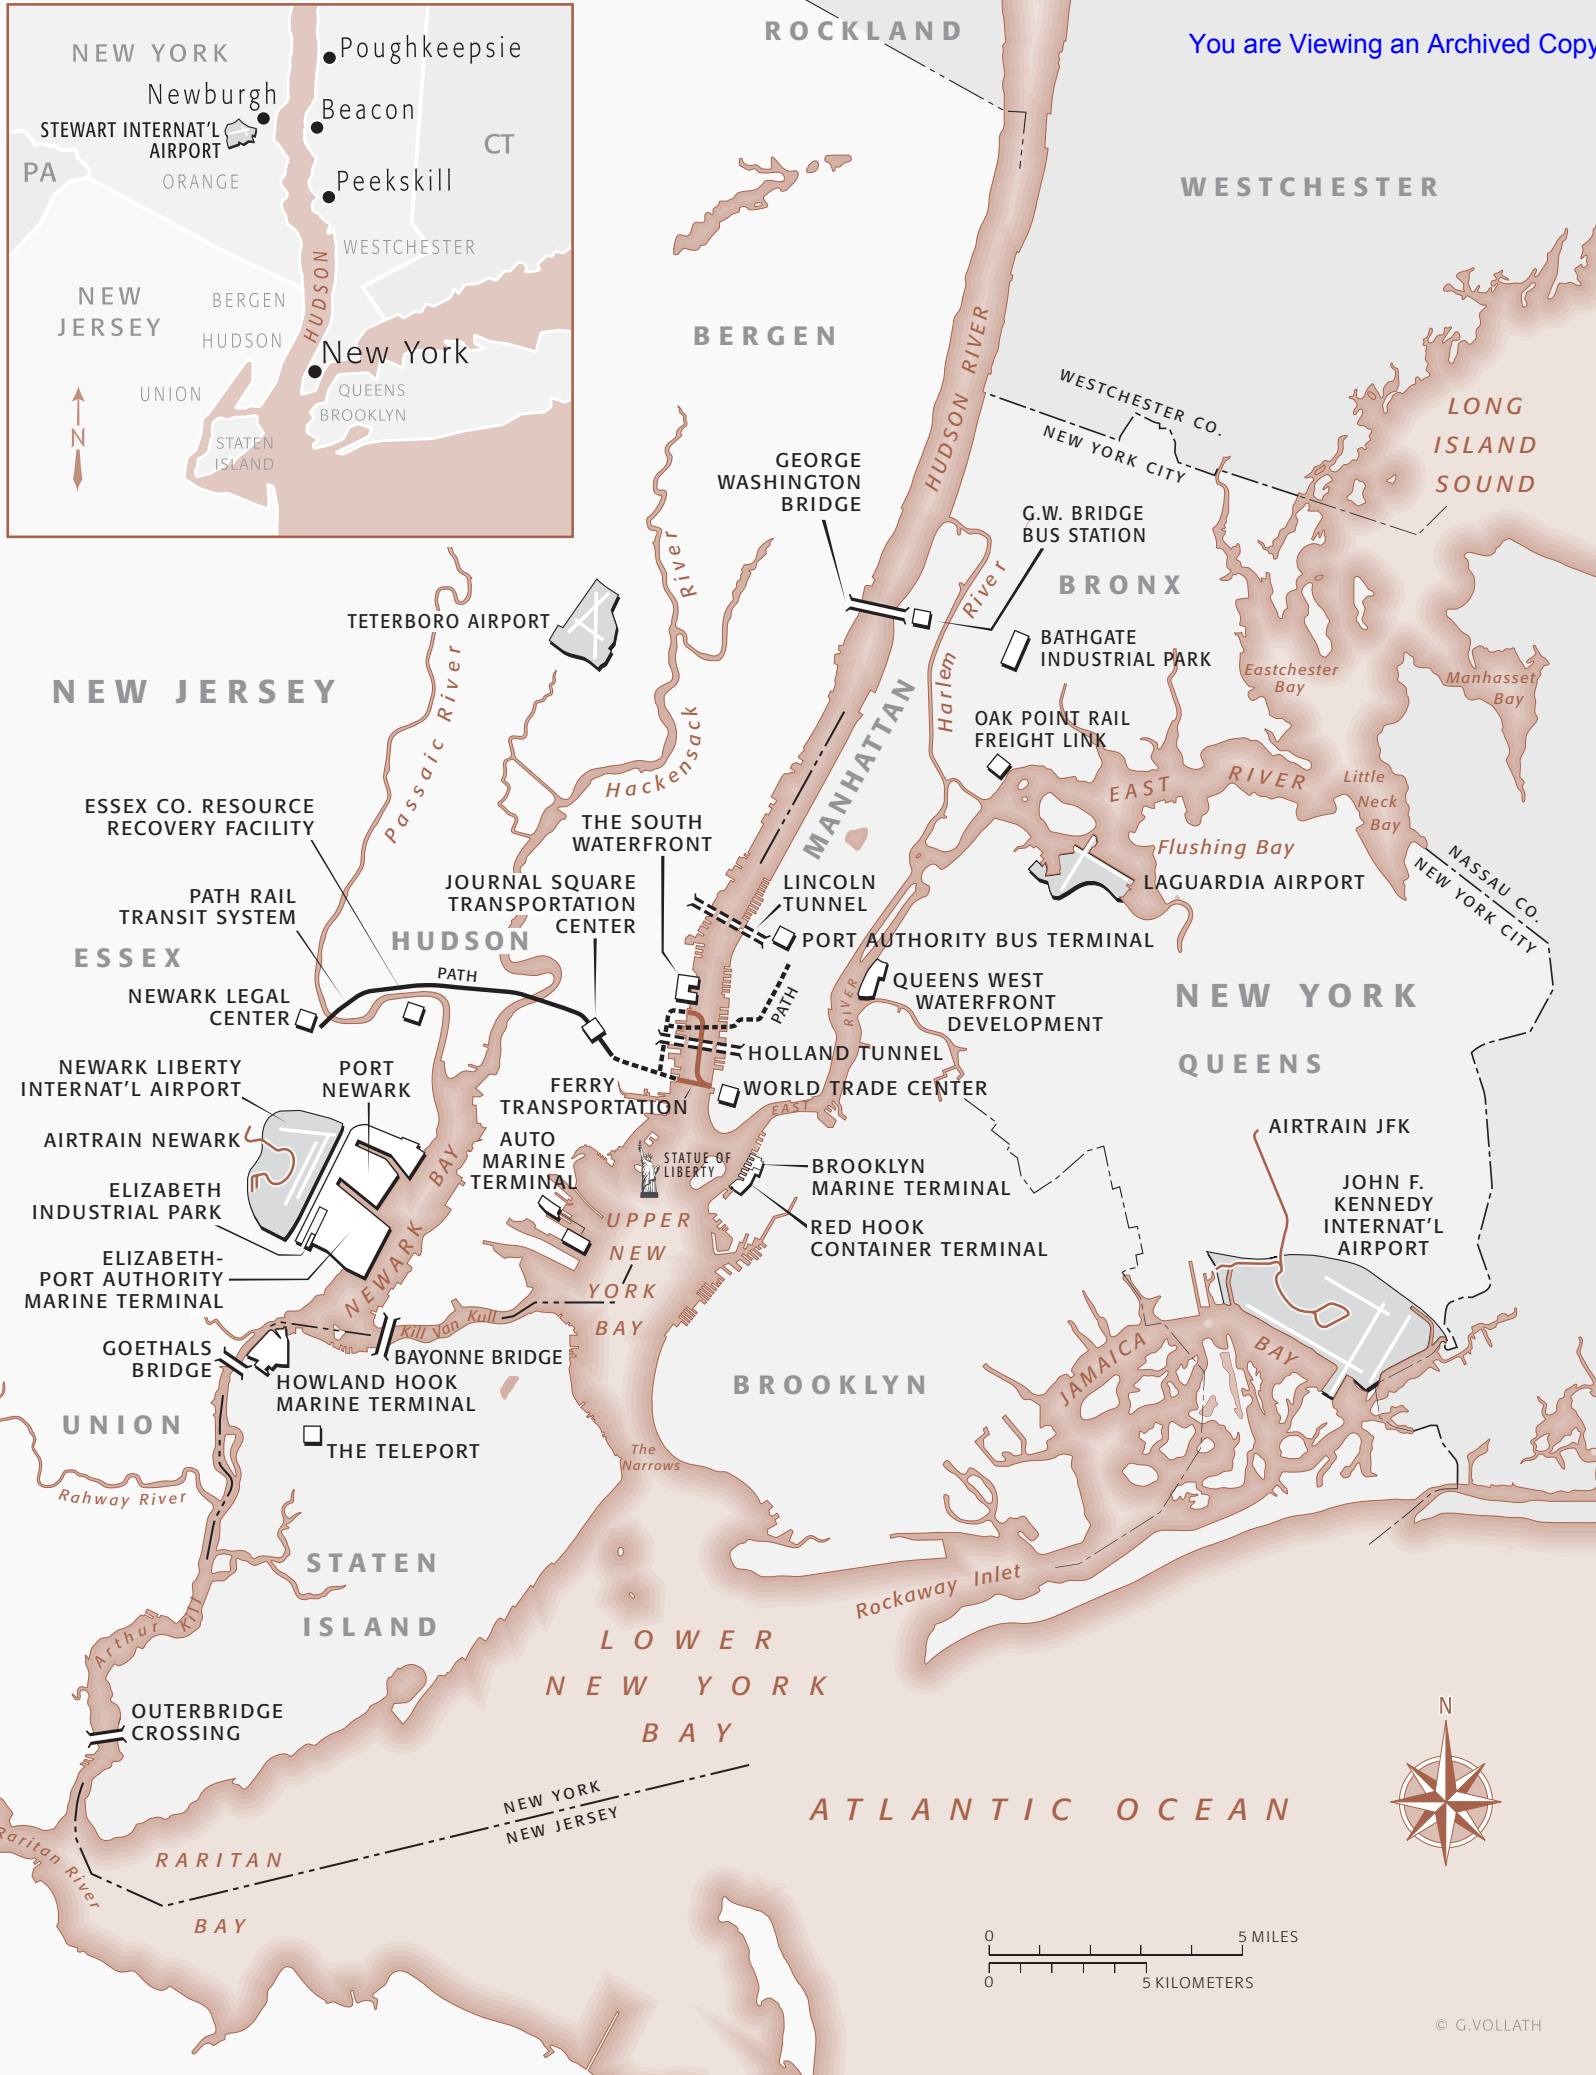 You are Viewing an Archived Copy
NEW YORK
Poughkeepsie
Newburgh
Beacon
STEWART INTERNAT'L
AIRPORT
CT
PA
ORANGE
Peekskill
WESTCHESTER
HUDSON
NEW
JERSEY
BERGEN
HUDSON
New York
UNION
QUEENS
BROOKLYN
N
STATEN
ISLAND
ROCKLAND
WESTCHESTER
BERGEN
HUDSON RIVER
WESTCHESTER CO.
NEW YORK CITY
LONG
ISLAND
SOUND
GEORGE
WASHINGTON
BRIDGE
G.W. BRIDGE
BUS STATION
BRONX
River
Harlem
River
TETERBORO AIRPORT
BATHGATE
INDUSTRIAL PARK
Eastchester
Bay
Manhasset
Bay
NEW JERSEY
Passaic River
Hackensack
MANHATTAN
OAK POINT RAIL
FREIGHT LINK
EAST RIVER
Little
Neck
Bay
ESSEX CO. RESOURCE
RECOVERY FACILITY
THE SOUTH
WATERFRONT
Flushing Bay
LAGUARDIA AIRPORT
NASSAU CO.
NEW YORK CITY
PATH RAIL
TRANSIT SYSTEM
JOURNAL SQUARE
TRANSPORTATION
CENTER
LINCOLN
TUNNEL
PORT AUTHORITY BUS TERMINAL
ESSEX
HUDSON
PATH
NEWARK LEGAL
CENTER
PATH
RIVER
QUEENS WEST
WATERFRONT
DEVELOPMENT
NEW YORK
HOLLAND TUNNEL
QUEENS
NEWARK LIBERTY
INTERNAT'L AIRPORT
PORT
NEWARK
FERRY
TRANSPORTATION
WORLD TRADE CENTER
EAST
AIRTRAIN NEWARK
AUTO
MARINE
TERMINAL
STATUE OF
LIBERTY
BROOKLYN
MARINE TERMINAL
AIRTRAIN JFK
JOHN F.
KENNEDY
INTERNAT'L
AIRPORT
ELIZABETH
INDUSTRIAL PARK
RED HOOK
CONTAINER TERMINAL
ELIZABETH-
PORT AUTHORITY
MARINE TERMINAL
NEWARK BAY
UPPER
NEW
YORK
BAY
Kill Van Kull
GOETHALS
BRIDGE
BAYONNE BRIDGE
HOWLAND HOOK
MARINE TERMINAL
BROOKLYN
JAMAICA
BAY
UNION
THE TELEPORT
The
Narrows
Rahway River
STATEN
ISLAND
Rockaway Inlet
Arthur Kill
LOWER
NEW YORK
BAY
OUTERBRIDGE
CROSSING
N
NEW YORK
NEW JERSEY
ATLANTIC OCEAN
Raritan River
RARITAN
BAY
0 5 MILES
0 5 KILOMETERS
© G.VOLLATH